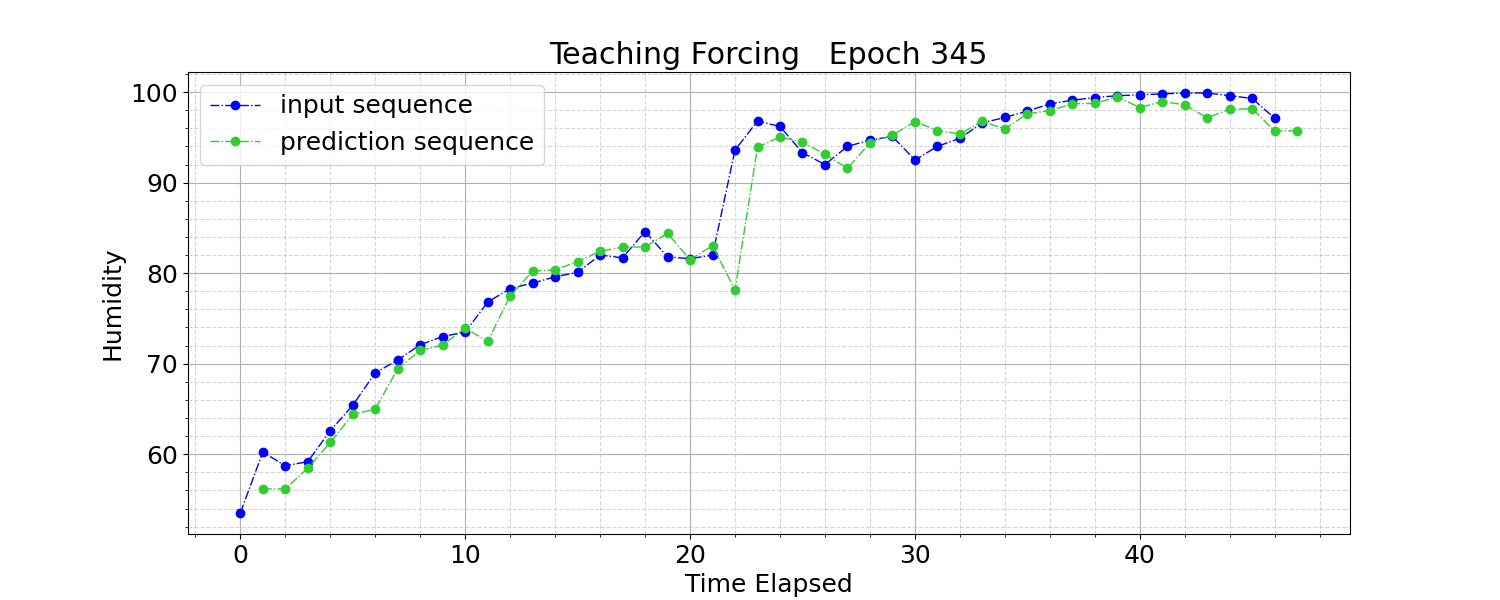 Teaching Forcing   Epoch 345
input sequence
prediction sequence
100
90
80
70
60
Humidity
0 10 20 30 40
Time Elapsed